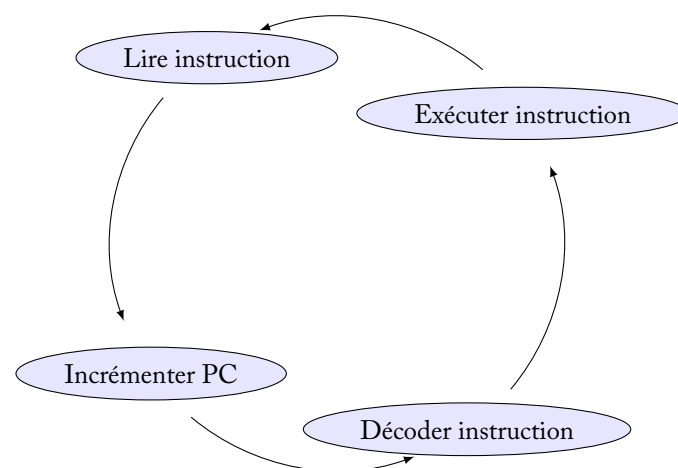 Lire instruction
Exécuter instruction
Incrémenter PC
Décoder instruction